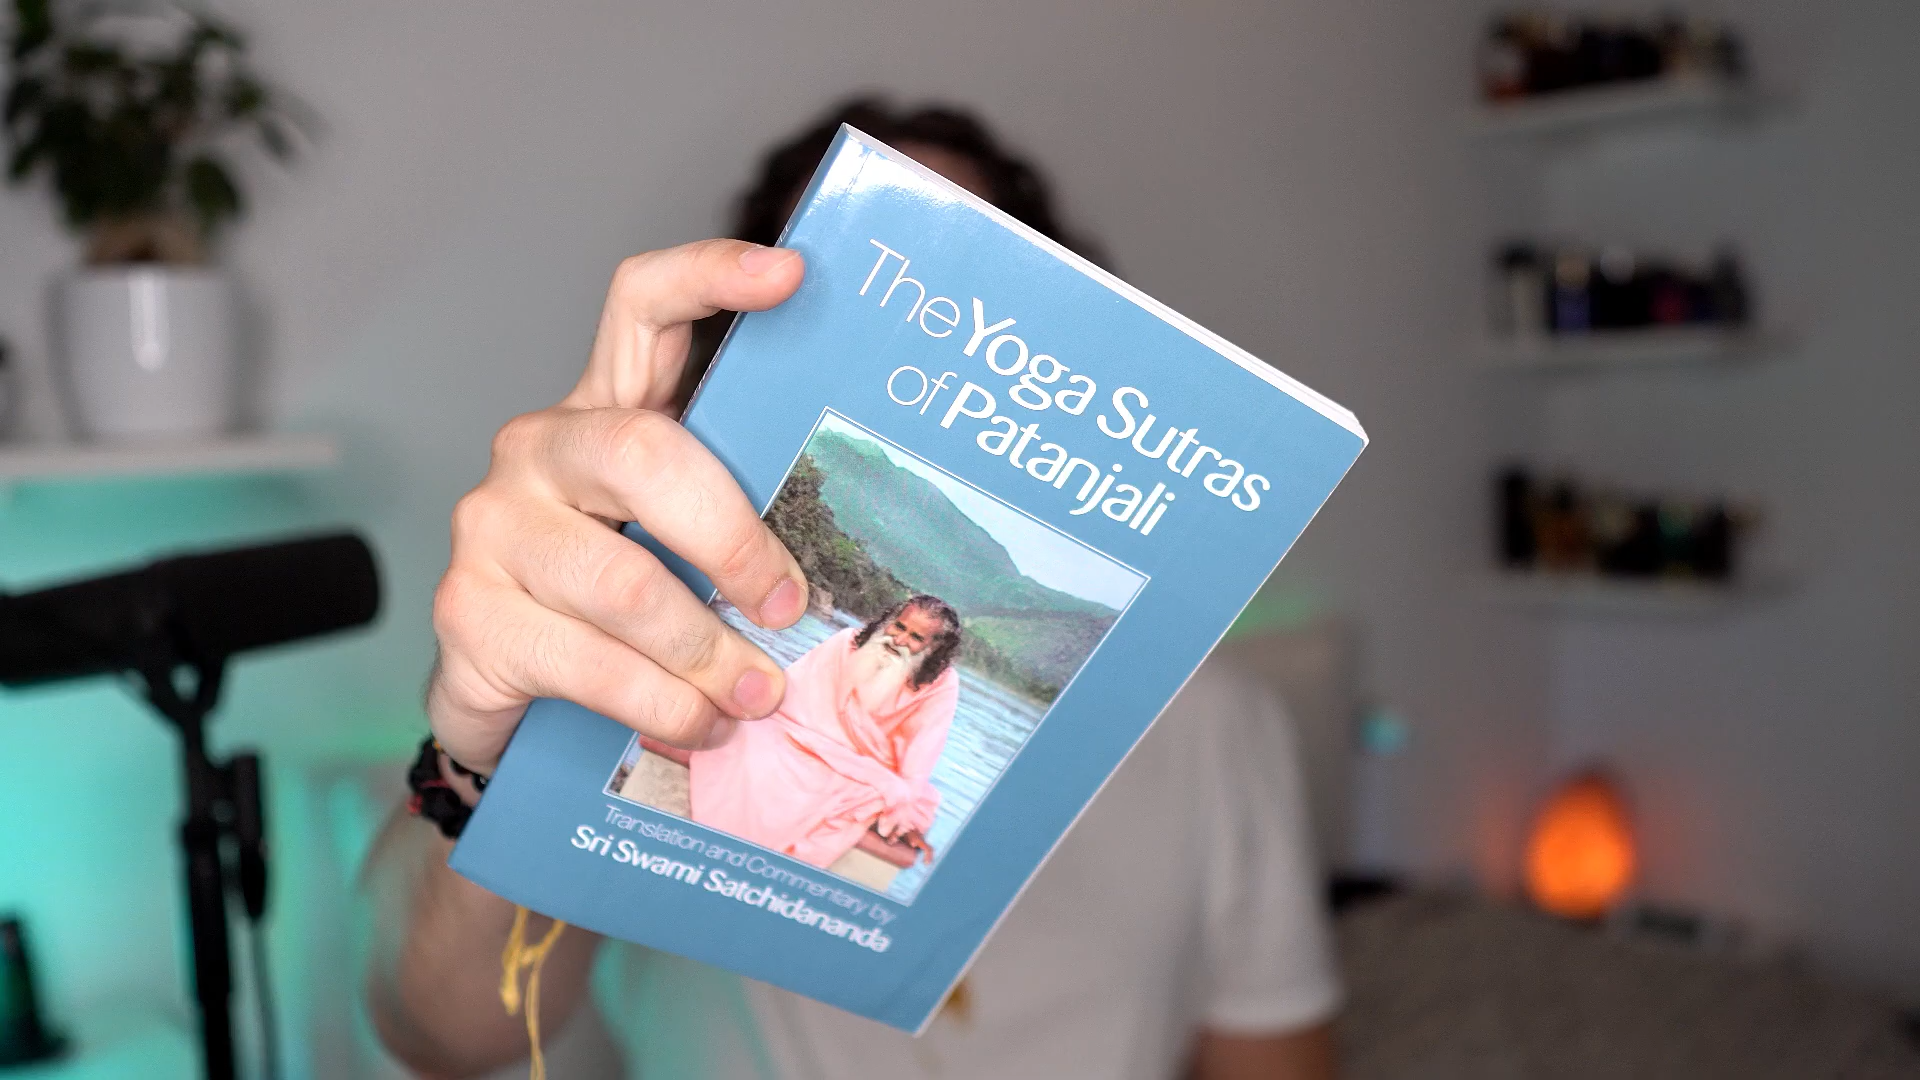 The Yoga Sutras
of Patanjali
Translation and Commentary by
Sri Swami Satchidananda